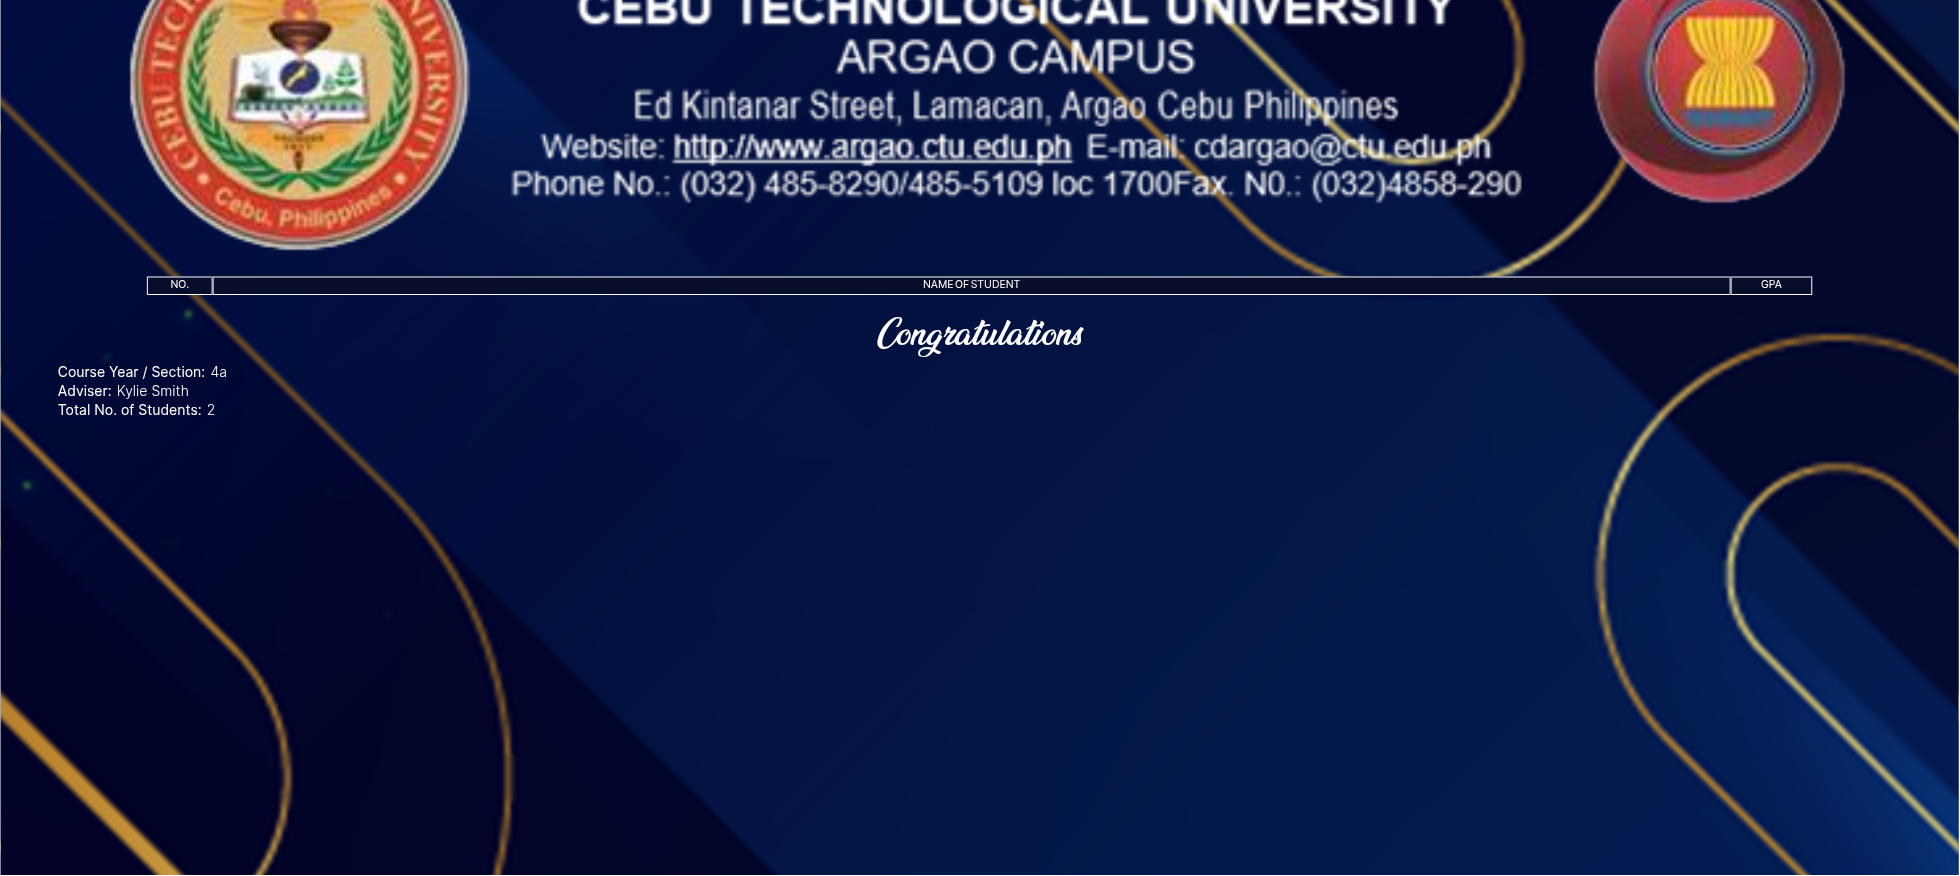 CEBU TECHNOLOGICAL UNIVERSITY
ARGAO CAMPUS
Ed Kintanar Street, Lamacan, Argao Cebu Philippines
Website: http://www.argao.ctu.edu.ph E-mail: cdargao@ctu.edu.ph
Phone No.: (032) 485-8290/485-5109 loc 1700Fax. N0.: (032)4858-290
CEBU TECH
NIVERSITY
Cebu, Philippines
NO. NAME OF STUDENT GPA
Congratulations
Course Year / Section: 4a
Adviser: Kylie Smith
Total No. of Students: 2